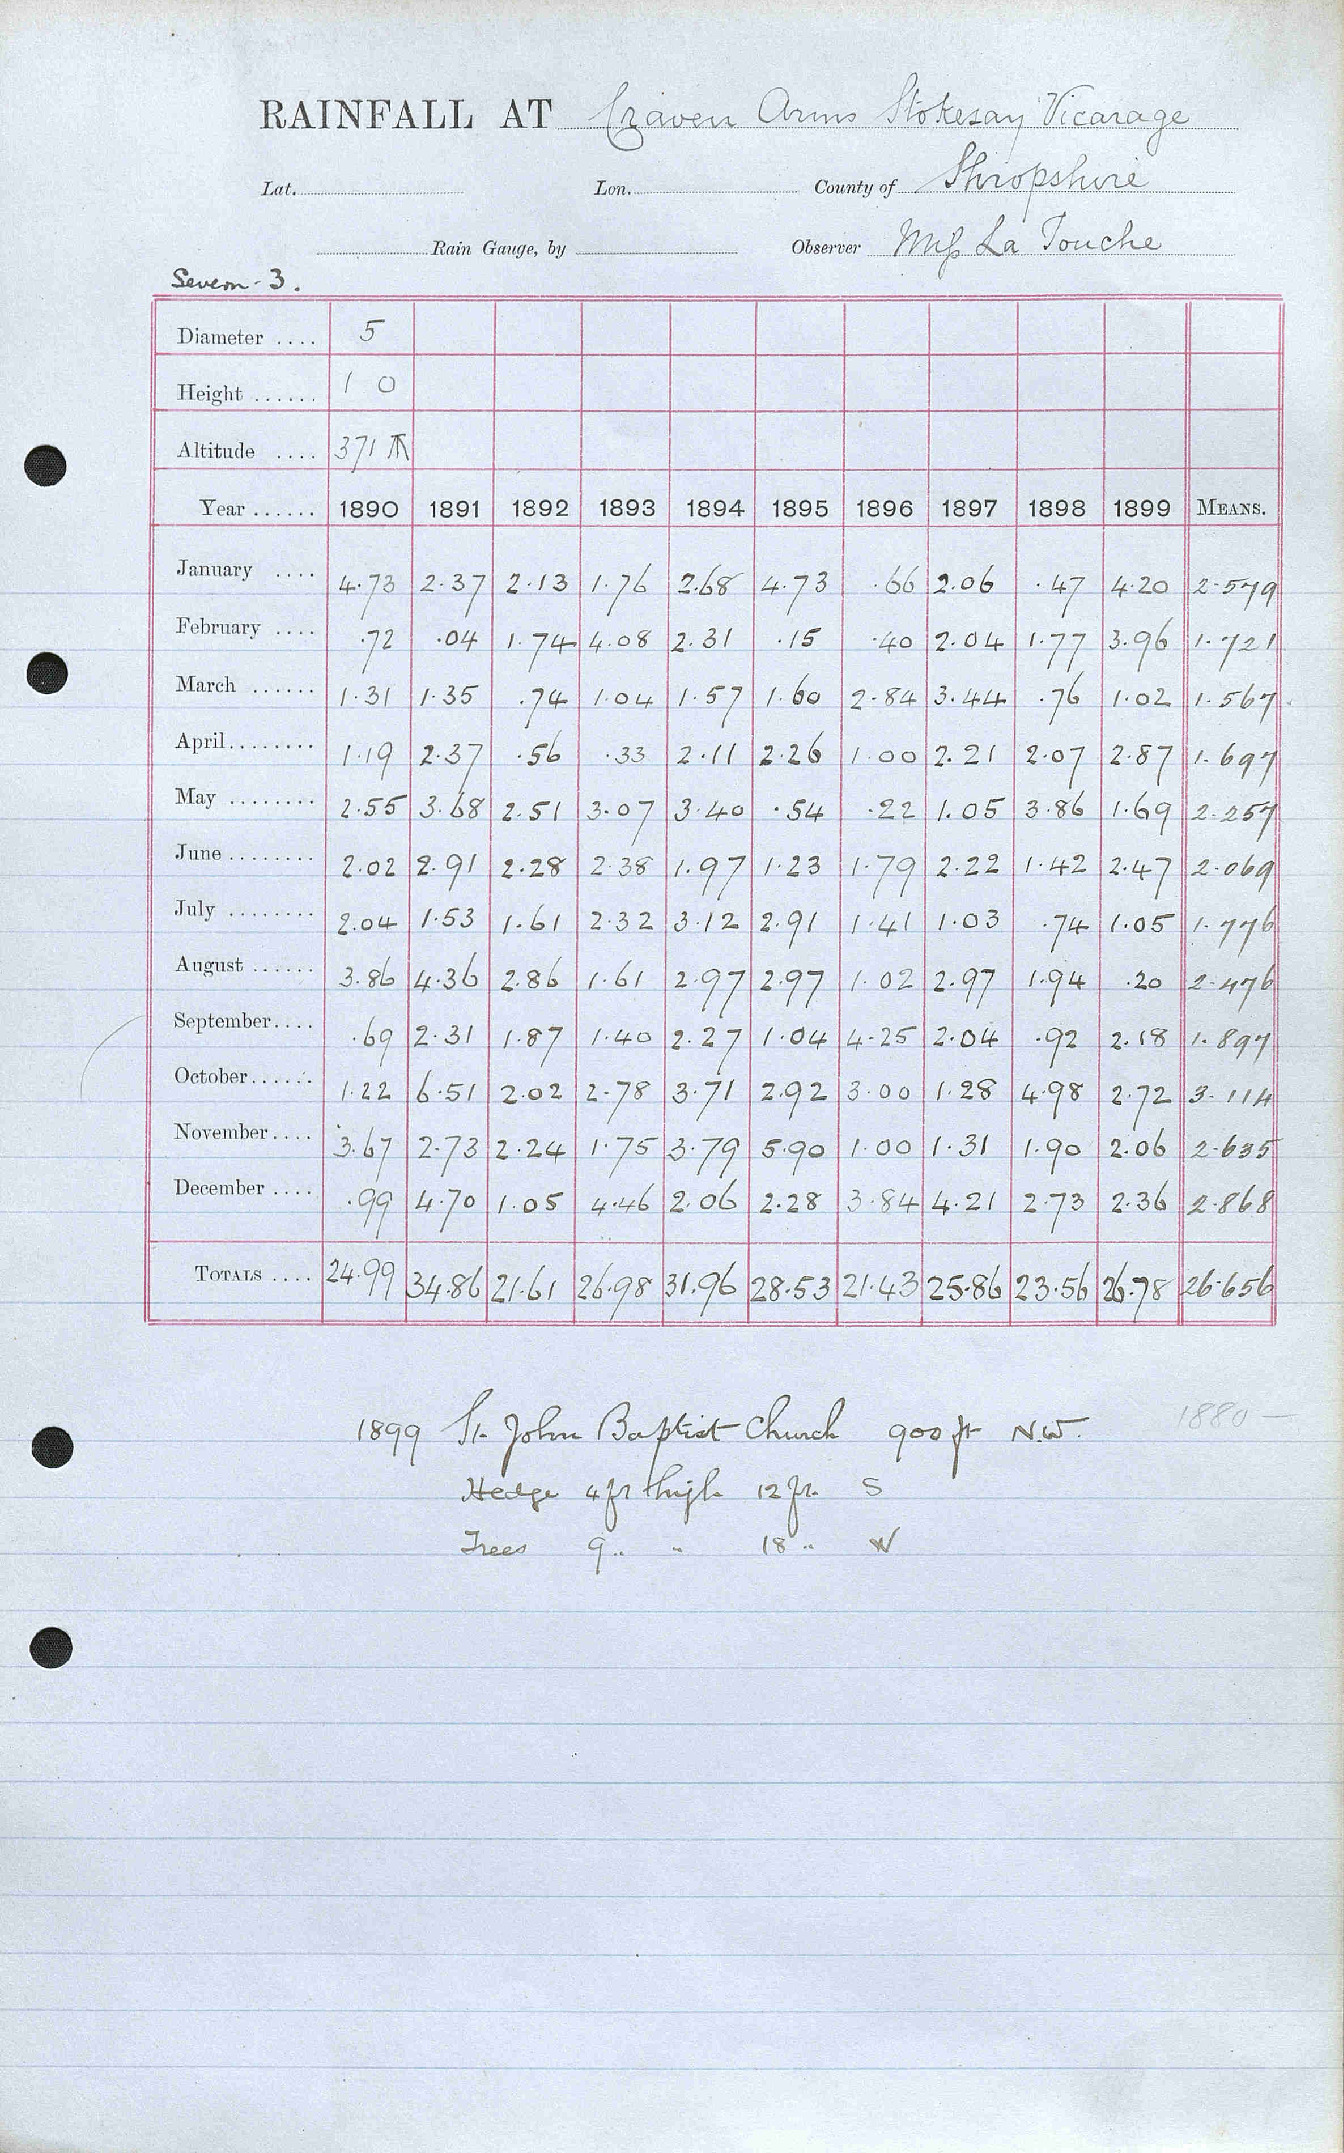 RAINFALL AT Craven Arms Stokesay Vicarage
Lat. Lon. County of Shropshire
Rain Gauge, by Observer Miss La Touche
Severn - 3.
Diameter .... 5
Height ...... 1 0
Altitude .... 371
Year ...... 1890 1891 1892 1893 1894 1895 1896 1897 1898 1899 MEANS.
January .... 4.73 2.37 2.13 1.76 2.68 4.73 .66 2.06 .47 4.20 2.579
February .... .72 .04 1.74 4.08 2.31 .15 .40 2.04 1.77 3.96 1.721
March ...... 1.31 1.35 .74 1.04 1.57 1.60 2.84 3.44 .76 1.02 1.567
April........ 1.19 2.37 .56 .33 2.11 2.26 1.00 2.21 2.07 2.87 1.697
May ........ 2.55 3.68 2.51 3.07 3.40 .54 .22 1.05 3.86 1.69 2.257
June ........ 2.02 2.91 2.28 2.38 1.97 1.23 1.79 2.22 1.42 2.47 2.069
July ........ 2.04 1.53 1.61 2.32 3.12 2.91 1.41 1.03 .74 1.05 1.776
August ...... 3.86 4.36 2.86 1.61 2.97 2.97 1.02 2.97 1.94 .20 2.476
September.... .69 2.31 1.87 1.40 2.27 1.04 4.25 2.04 .92 2.18 1.897
October...... 1.22 6.51 2.02 2.78 3.71 2.92 3.00 1.28 4.98 2.72 3.114
November.... 3.67 2.73 2.24 1.75 3.79 5.90 1.00 1.31 1.90 2.06 2.635
December .... .99 4.70 1.05 4.46 2.06 2.28 3.84 4.21 2.73 2.36 2.868
TOTALS .... 24.99 34.86 21.61 26.98 31.96 28.53 21.43 25.86 23.56 26.78 26.656
1899 St. John Baptist Church 900 ft N.W. 1880 —
Hedge 4 ft high 12 ft. S
Trees 9 " " 18 " W